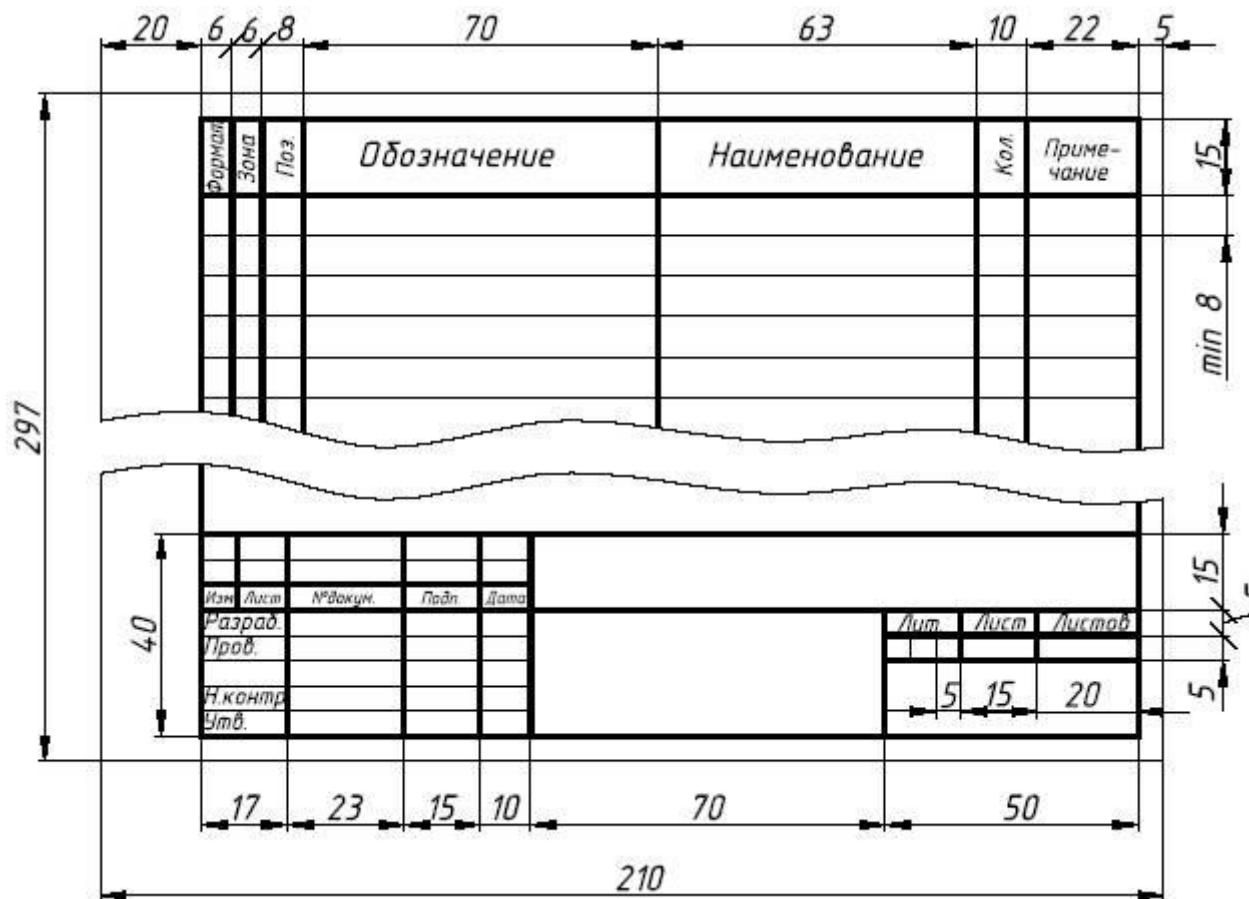 20 6 6 8 70 63 10 22 5
Формат Зона Поз. Обозначение Наименование Кол. Приме-
чание
15
min 8
297
40
15
5
5
Изм Лист №докум. Подп. Дата
Разраб.
Пров.
Н.контр
Утв.
Лит. Лист Листов
5 15 20
17 23 15 10 70 50
210